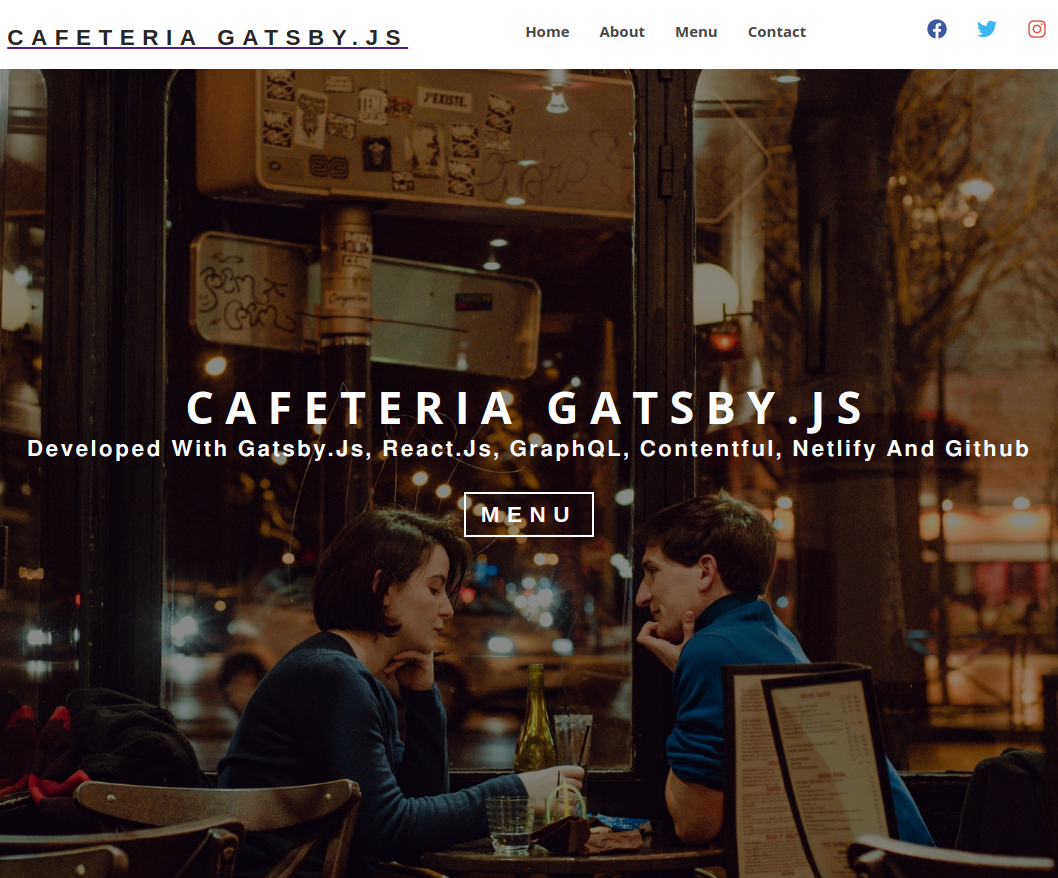 CAFETERIA GATSBY.JS
Home About Menu Contact
J'EXISTE.
CAFETERIA GATSBY.JS
Developed With Gatsby.Js, React.Js, GraphQL, Contentful, Netlify And Github
MENU